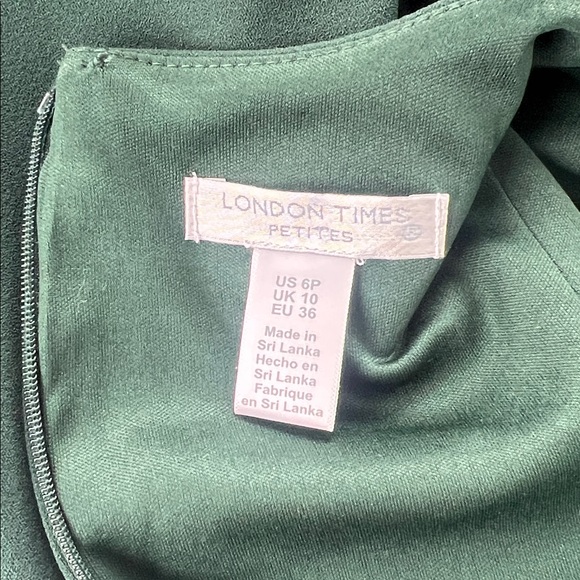 LONDON TIMES
PETITES ®
US 6P
UK 10
EU 36
Made in
Sri Lanka
Hecho en
Sri Lanka
Fabrique
en Sri Lanka